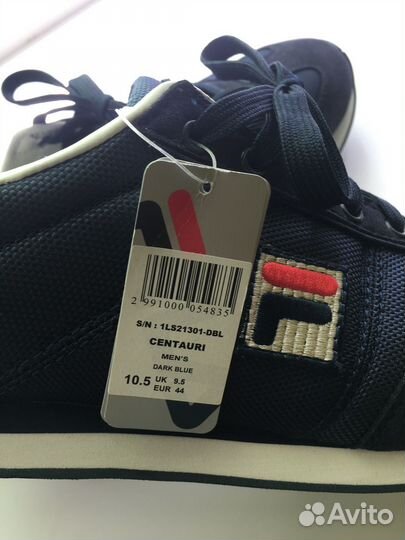 2 991000 054835
S/N : 1LS21301-DBL
CENTAURI
MEN'S
DARK BLUE
10.5 UK 9.5
EUR 44
F
Avito